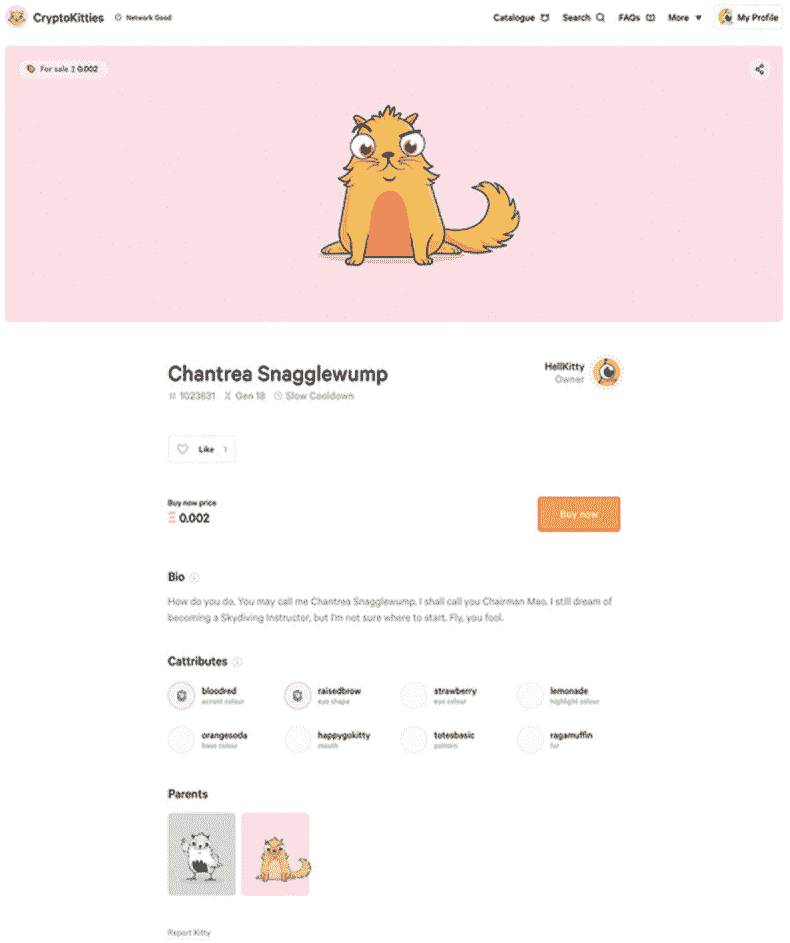 CryptoKitties Network Good Catalogue Search FAQs More My Profile
For sale Ξ 0.002
Chantrea Snagglewump
# 1023631 Gen 18 Slow Cooldown
HellKitty
Owner
Like 1
Buy now price
Ξ 0.002
Buy now
Bio
How do you do. You may call me Chantrea Snagglewump. I shall call you Chairman Mao. I still dream of
becoming a Skydiving Instructor, but I'm not sure where to start. Fly, you fool.
Cattributes
bloodred raisedbrow strawberry lemonade
accent colour eye shape eye colour highlight colour
orangesoda happygokitty totesbasic ragamuffin
base colour mouth pattern fur
Parents
Report Kitty